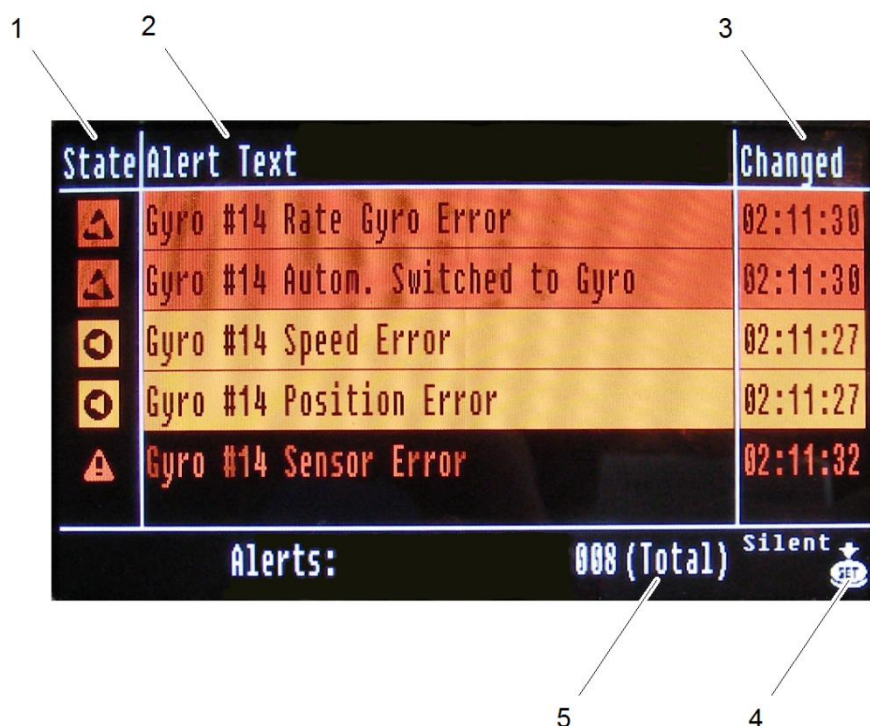 1 2 3
State Alert Text Changed
Gyro #14 Rate Gyro Error 02:11:30
Gyro #14 Autom. Switched to Gyro 02:11:30
Gyro #14 Speed Error 02:11:27
Gyro #14 Position Error 02:11:27
Gyro #14 Sensor Error 02:11:32
Alerts: 008 (Total) Silent
SET
5 4